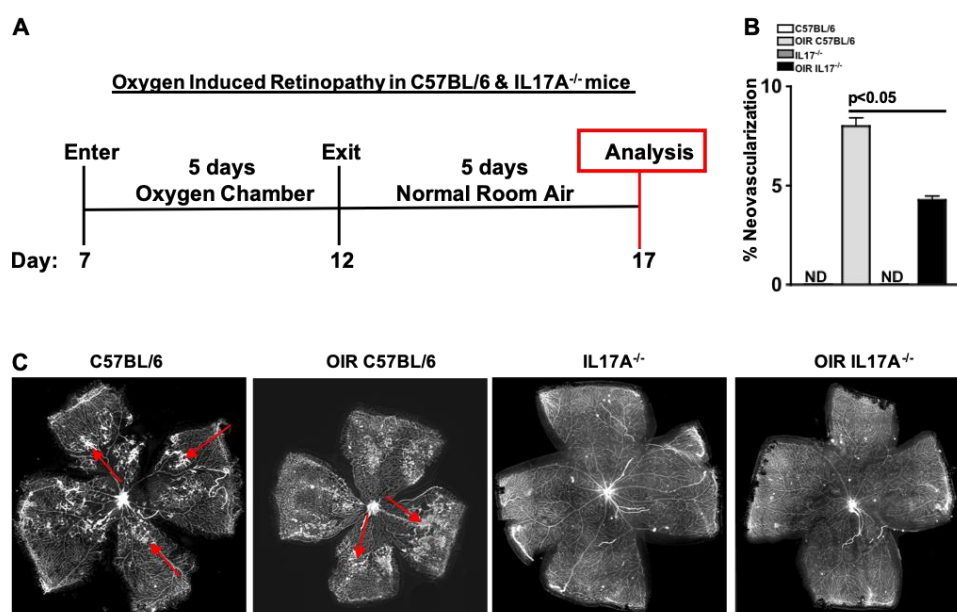 A
Oxygen Induced Retinopathy in C57BL/6 & IL17A-/- mice
Enter
Exit
Analysis
5 days
Oxygen Chamber
5 days
Normal Room Air
Day: 7 12 17
B
C57BL/6
OIR C57BL/6
IL17-/-
OIR IL17-/-
% Neovascularization
10
5
0
p<0.05
ND
ND
C
C57BL/6
OIR C57BL/6
IL17A-/-
OIR IL17A-/-